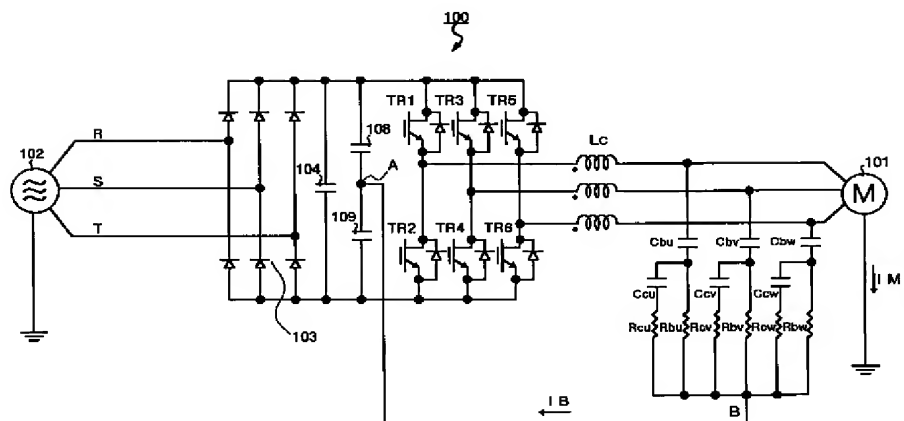 100
TR1 TR3 TR5
108
R
Lc
102
A
101
104
S
M
109
T
TR2 TR4 TR6
Cbu Cbv Cbw
I M
Ccu Ccv Ccw
103
Rcu Rbu Rcv Rbv Rcw Rbw
I B
B